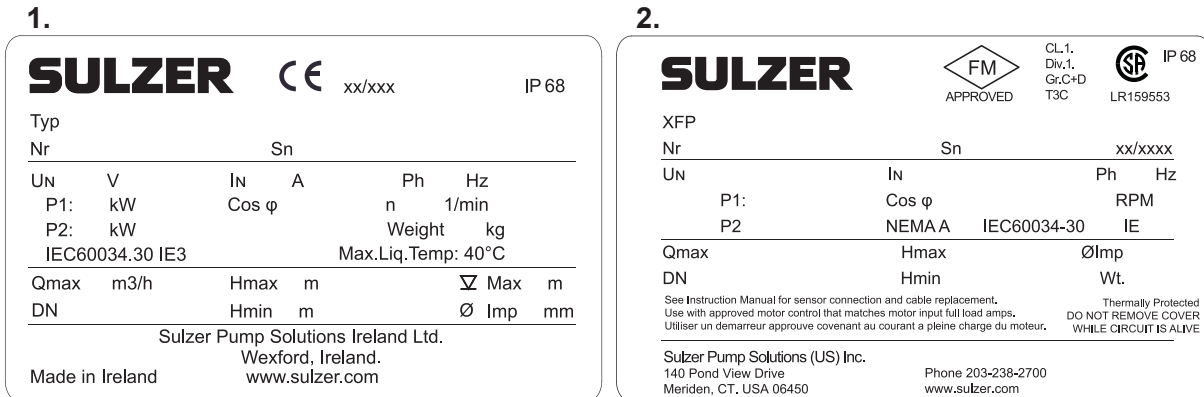 1.
SULZER CE xx/xxx IP 68
Typ
Nr Sn
UN V IN A Ph Hz
P1: kW Cos φ n 1/min
P2: kW Weight kg
IEC60034.30 IE3 Max.Liq.Temp: 40°C
Qmax m3/h Hmax m Max m
DN Hmin m Ø Imp mm
Sulzer Pump Solutions Ireland Ltd.
Wexford, Ireland.
Made in Ireland www.sulzer.com
2.
SULZER FM APPROVED CL.1. Div.1. Gr.C+D T3C SA LR159553 IP 68
XFP
Nr Sn xx/xxxx
UN IN Ph Hz
P1: Cos φ RPM
P2 NEMA A IEC60034-30 IE
Qmax Hmax ØImp
DN Hmin Wt.
See Instruction Manual for sensor connection and cable replacement.
Use with approved motor control that matches motor input full load amps.
Utiliser un demarreur approuve covenant au courant a pleine charge du moteur.
Thermally Protected
DO NOT REMOVE COVER
WHILE CIRCUIT IS ALIVE
Sulzer Pump Solutions (US) Inc.
140 Pond View Drive Phone 203-238-2700
Meriden, CT. USA 06450 www.sulzer.com